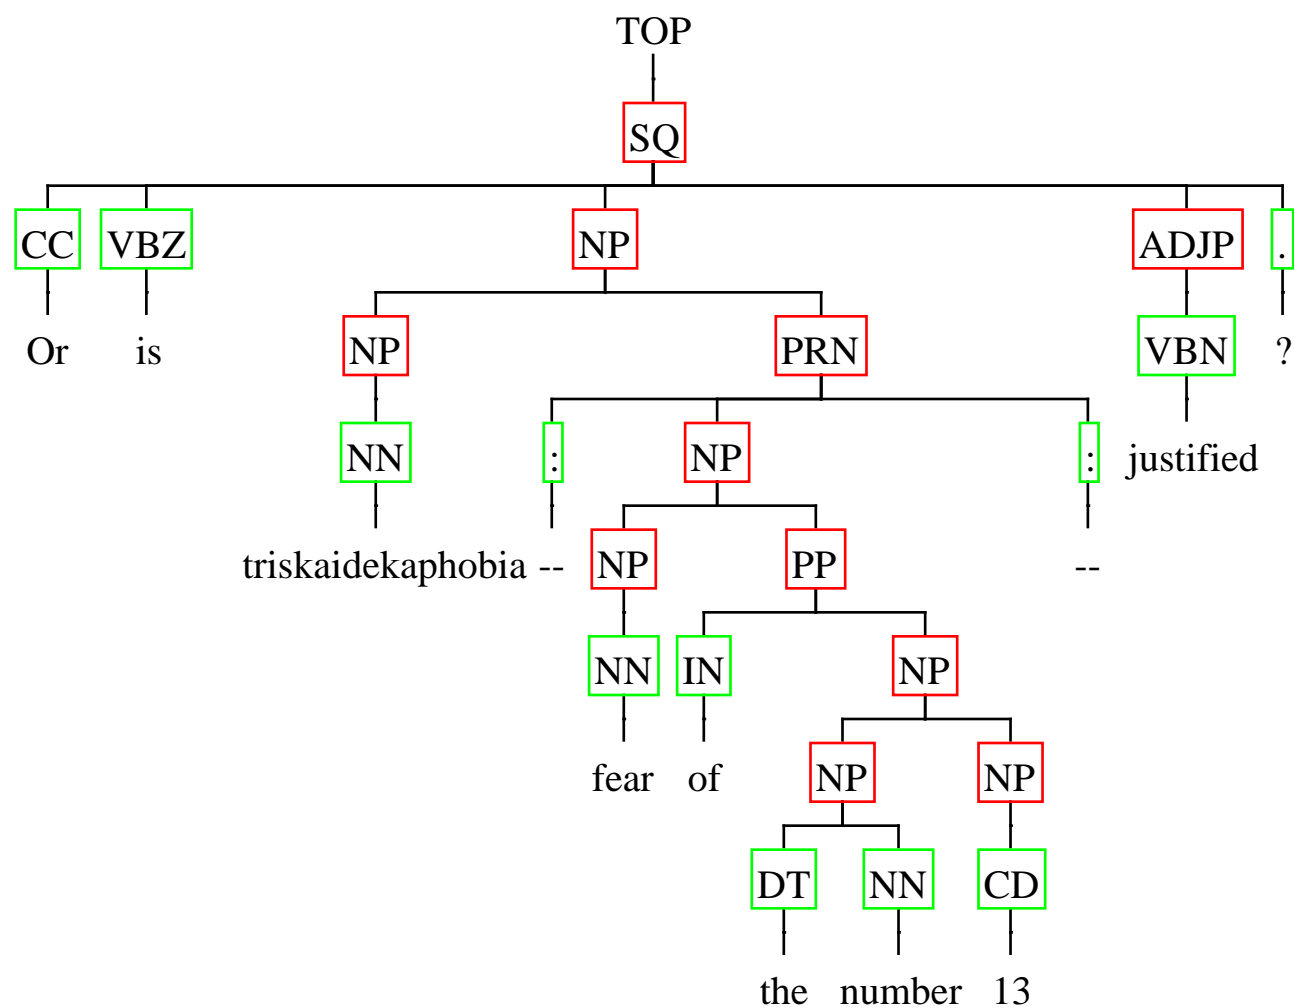 TOP
SQ
CC VBZ NP ADJP .
Or is NP PRN VBN ?
NN : NP : justified
triskaidekaphobia -- NP PP --
NN IN NP
fear of NP NP
DT NN CD
the number 13